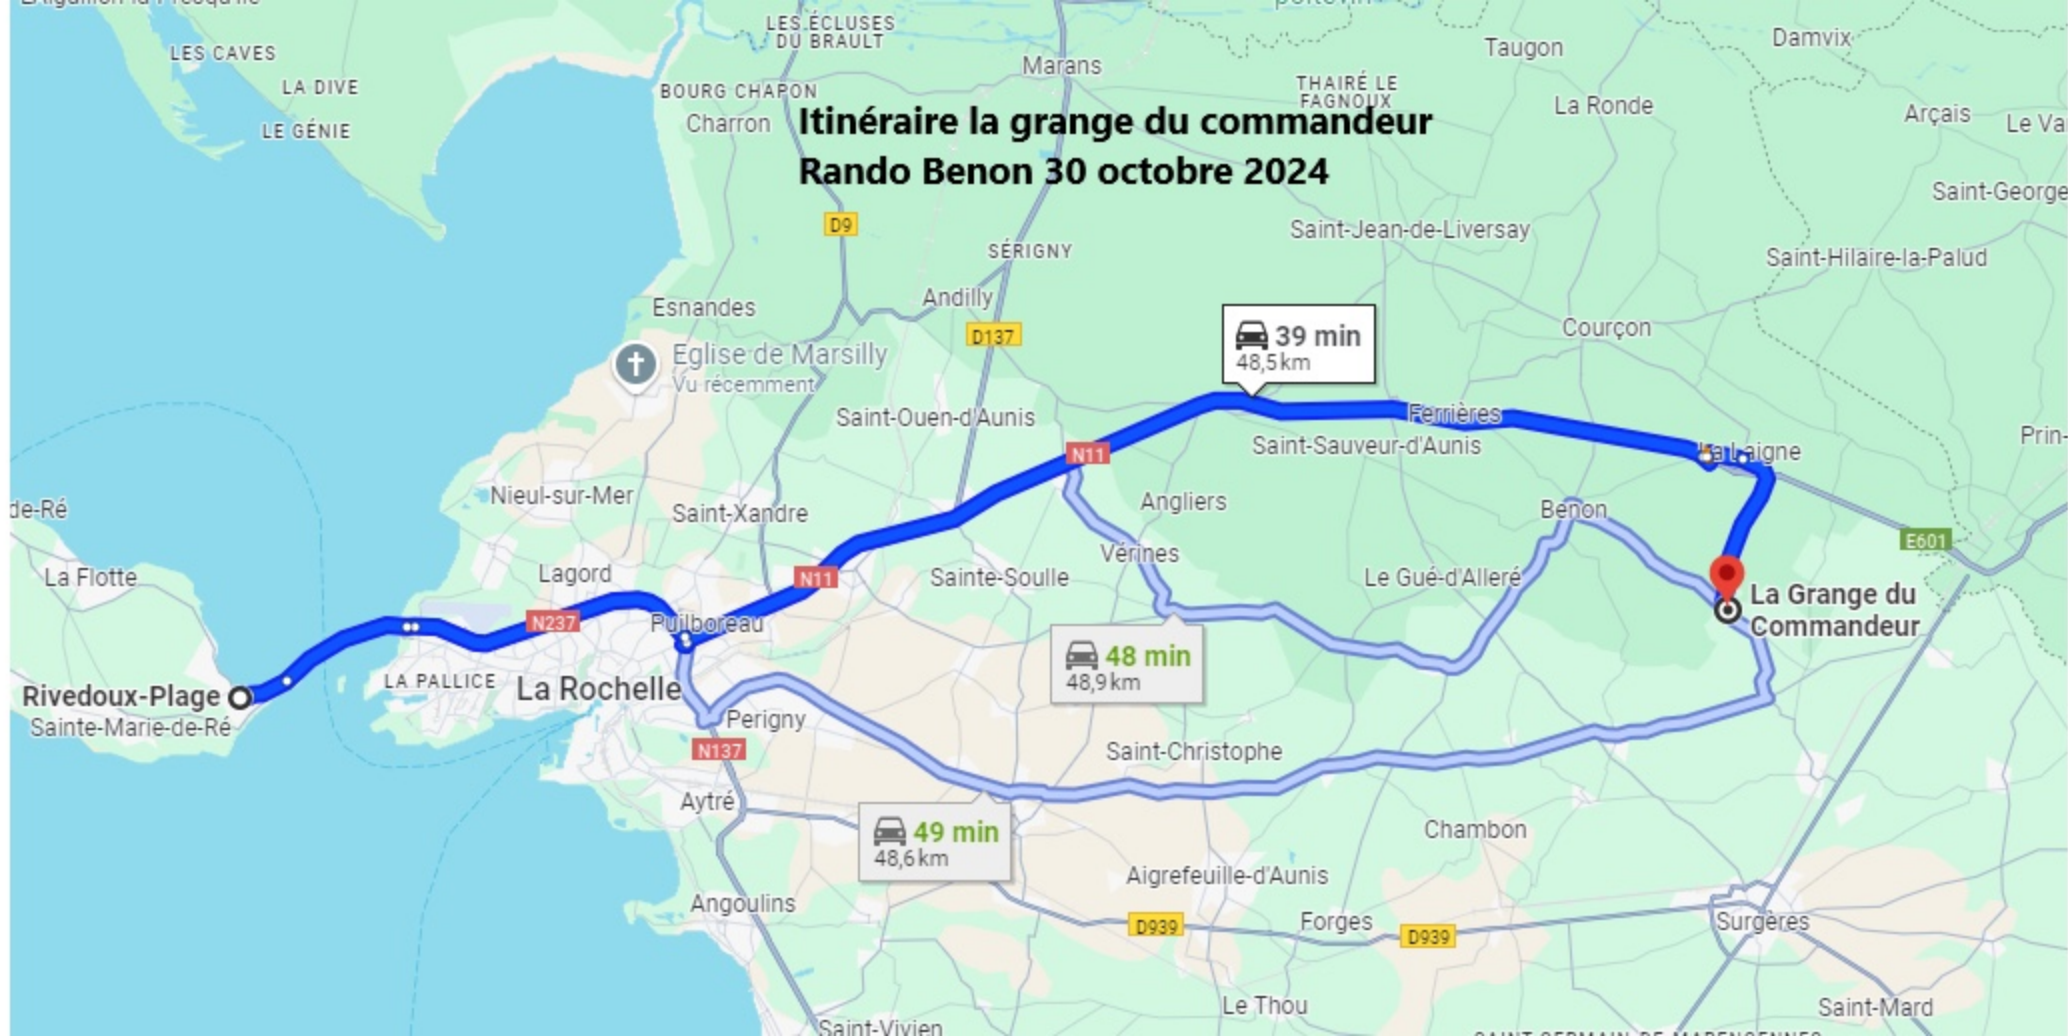 LES CAVES
LES ÉCLUSES
DU BRAULT
Taugon
Damvix
LA DIVE
BOURG CHAPON
Marans
THAIRÉ LE
FAGNOUX
La Ronde
Arçais
LE GÉNIE
Charron
Itinéraire la grange du commandeur
Rando Benon 30 octobre 2024
Saint-George
D9
SÉRIGNY
Saint-Jean-de-Liversay
Saint-Hilaire-la-Palud
Esnandes
Andilly
D137
Courçon
39 min
48,5 km
Eglise de Marsilly
Vu récemment
Saint-Ouen-d'Aunis
Ferrières
Prin-
N11
Saint-Sauveur-d'Aunis
La Laigne
de-Ré
Nieul-sur-Mer
Saint-Xandre
Angliers
Benon
E601
La Flotte
Lagord
N11
Sainte-Soulle
Vérines
Le Gué-d'Alleré
La Grange du
Commandeur
N237
Puilboreau
48 min
48,9 km
Rivedoux-Plage
LA PALLICE
La Rochelle
Sainte-Marie-de-Ré
Perigny
N137
Saint-Christophe
Aytré
49 min
48,6 km
Chambon
Aigrefeuille-d'Aunis
Angoulins
D939
Forges
D939
Surgères
Le Thou
Saint-Mard
Saint-Vivien